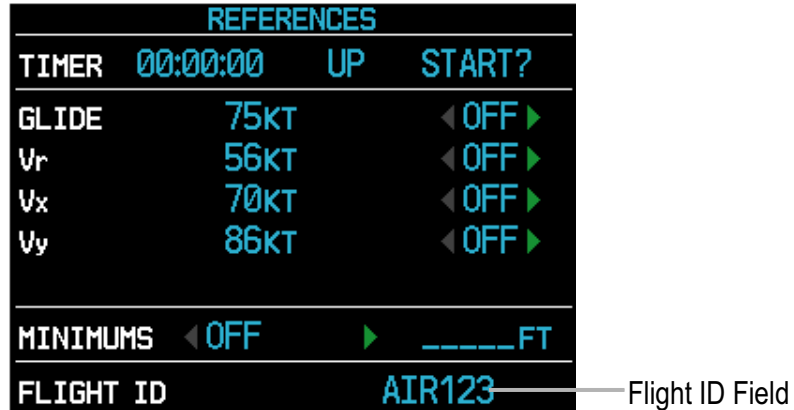 REFERENCES
TIMER 00:00:00 UP START?
GLIDE 75KT OFF
Vr 56KT OFF
Vx 70KT OFF
Vy 86KT OFF
MINIMUMS OFF _____FT
FLIGHT ID AIR123 Flight ID Field